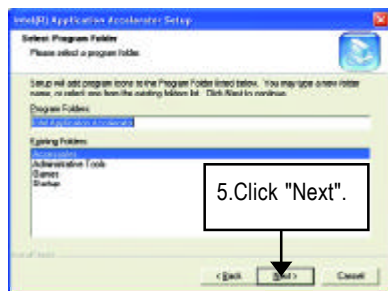 Intel(R) Application Accelerator Setup
Select Program Folder
Please select a program folder.
Setup will add program icons to the Program Folder listed below. You may type a new folder
name, or select one from the existing folders list. Click Next to continue.
Program Folders:
Intel Application Accelerator
Existing Folders:
Accessories
Administrative Tools
Games
Startup
5.Click "Next".
< Back
Next >
Cancel